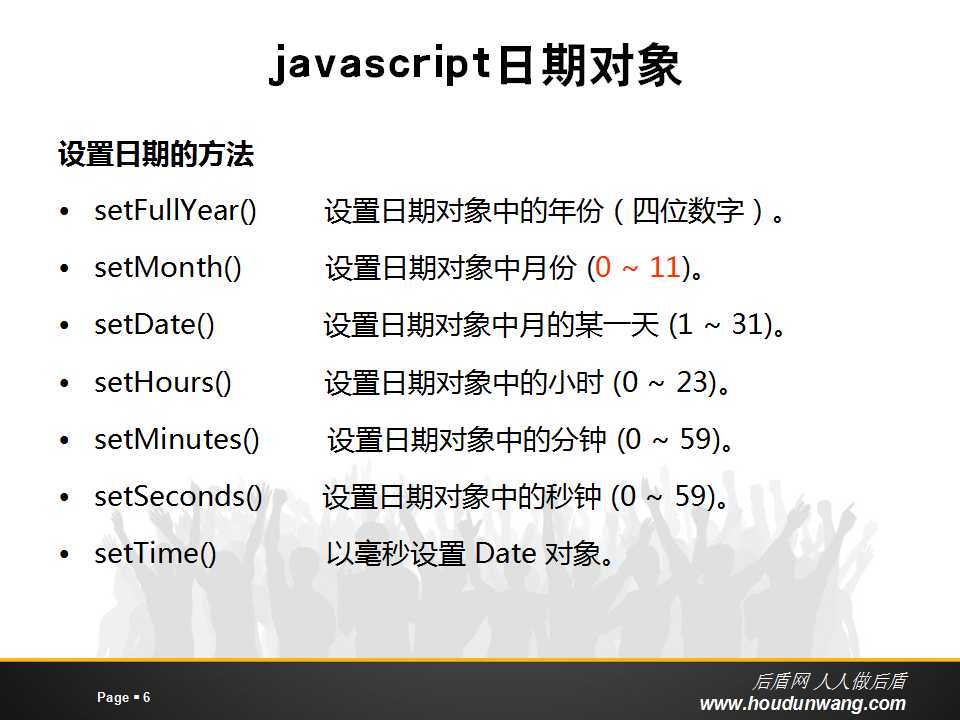 javascript日期对象
设置日期的方法
• setFullYear() 设置日期对象中的年份（四位数字）。
• setMonth() 设置日期对象中月份 (0 ~ 11)。
• setDate() 设置日期对象中月的某一天 (1 ~ 31)。
• setHours() 设置日期对象中的小时 (0 ~ 23)。
• setMinutes() 设置日期对象中的分钟 (0 ~ 59)。
• setSeconds() 设置日期对象中的秒钟 (0 ~ 59)。
• setTime() 以毫秒设置 Date 对象。
后盾网 人人做后盾
Page ▪ 6
www.houdunwang.com